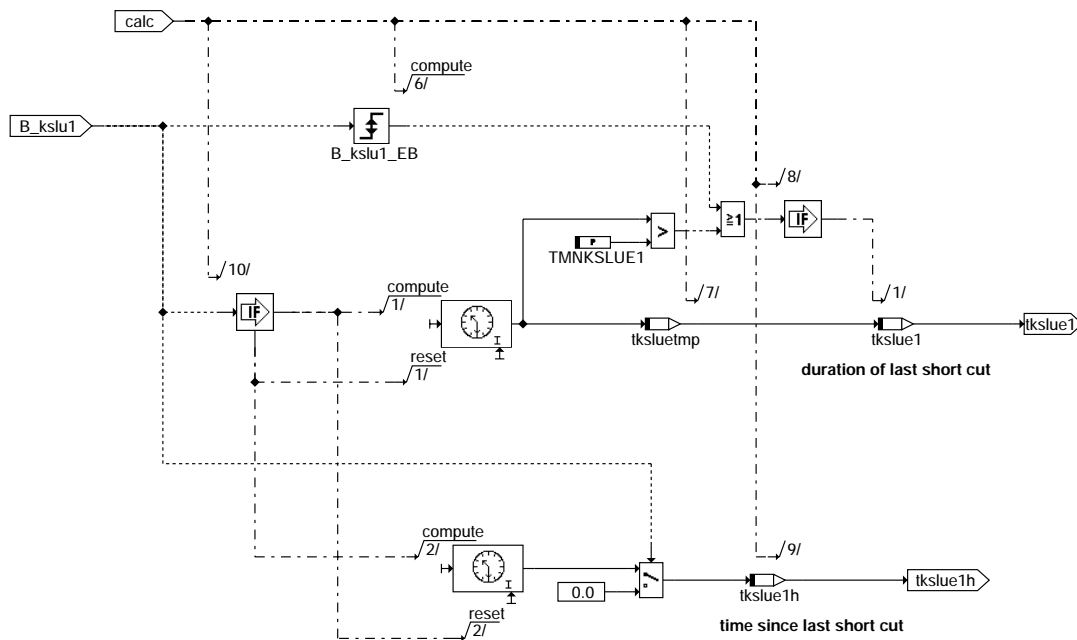 calc
compute
6/
B_kslu1
B_kslu1_EB
/8/
≧1
IF
>
P
TMNKSLUE1
/10/
compute
1/
/7/
/1/
IF
I
tksluetmp
tkslue1
tkslue1
reset
1/
duration of last short cut
compute
2/
/9/
I
0.0
tkslue1h
tkslue1h
reset
2/
time since last short cut